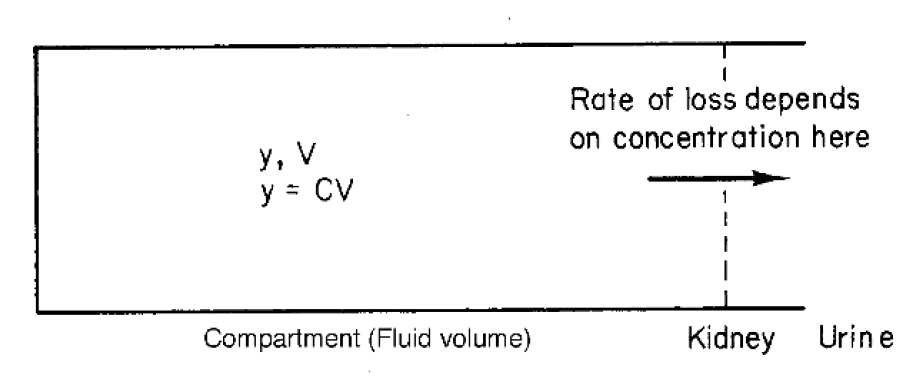 Rate of loss depends
on concentration here
y, V
y = CV
Compartment (Fluid volume)
Kidney
Urine